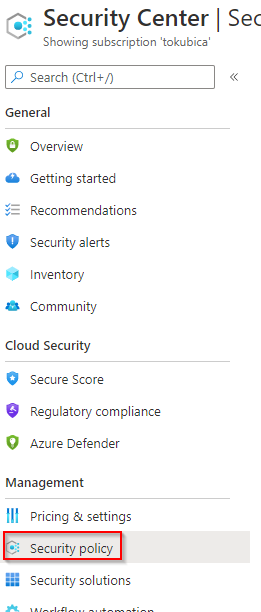 Security Center | Sec
Showing subscription 'tokubica'
Search (Ctrl+/)
«
General
Overview
Getting started
Recommendations
Security alerts
Inventory
Community
Cloud Security
Secure Score
Regulatory compliance
Azure Defender
Management
Pricing & settings
Security policy
Security solutions
Workflow automation